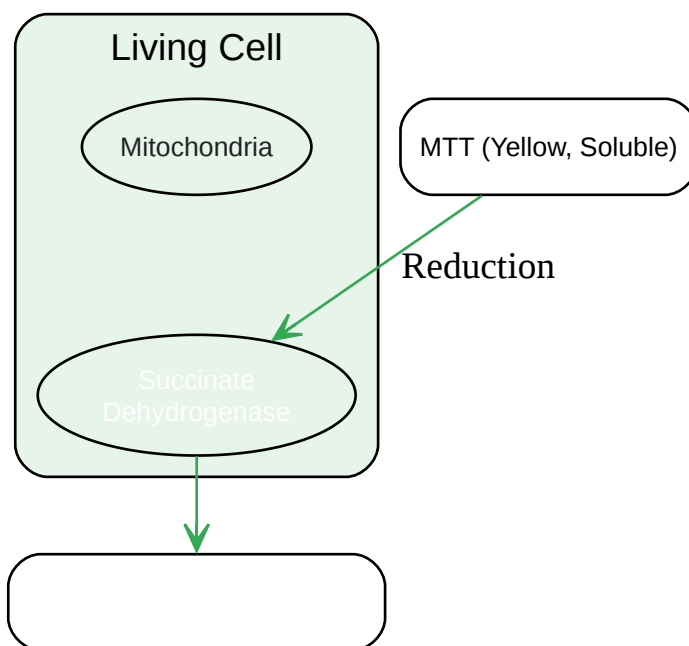 Living Cell
Mitochondria
MTT (Yellow, Soluble)
Reduction
Succinate
Dehydrogenase